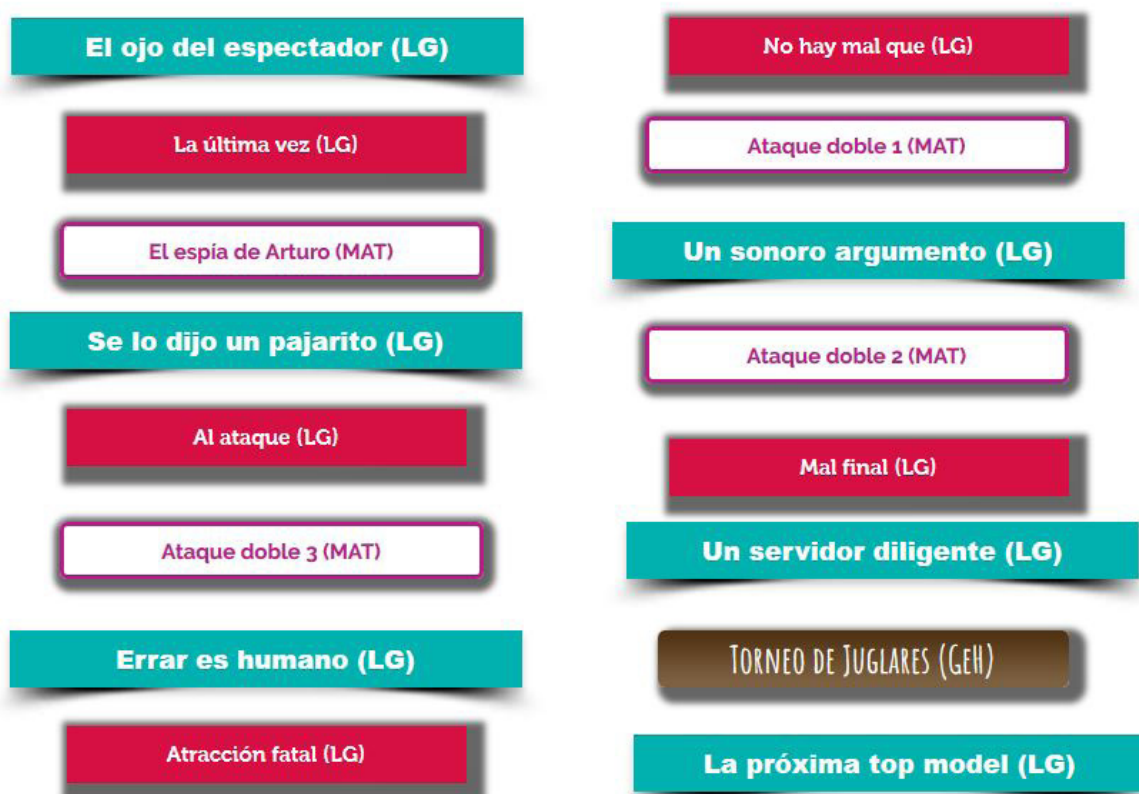 El ojo del espectador (LG)
La última vez (LG)
El espía de Arturo (MAT)
Se lo dijo un pajarito (LG)
Al ataque (LG)
Ataque doble 3 (MAT)
Errar es humano (LG)
Atracción fatal (LG)
No hay mal que (LG)
Ataque doble 1 (MAT)
Un sonoro argumento (LG)
Ataque doble 2 (MAT)
Mal final (LG)
Un servidor diligente (LG)
TORNEO DE JUGLARES (GEH)
La próxima top model (LG)